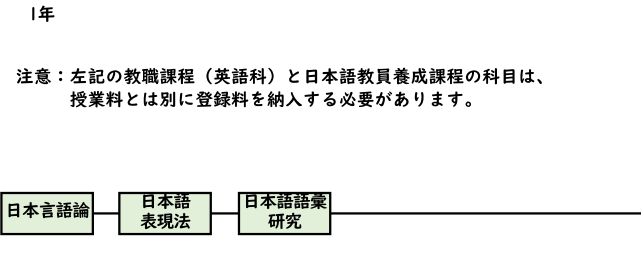 1年
注意：左記の教職課程（英語科）と日本語教員養成課程の科目は、
授業料とは別に登録料を納入する必要があります。
日本言語論
日本語
表現法
日本語語彙
研究